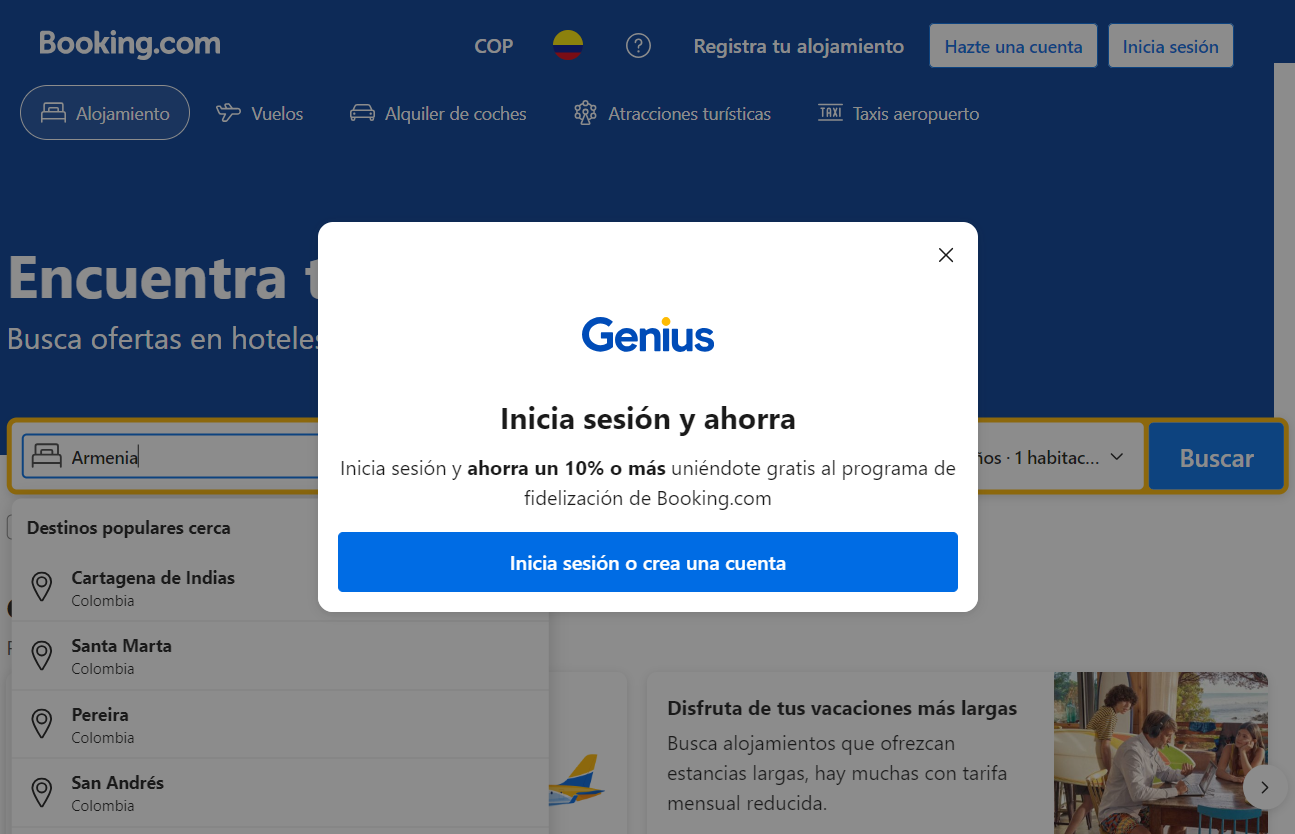 Booking.com
COP
Registra tu alojamiento
Hazte una cuenta
Inicia sesión
Alojamiento
Vuelos
Alquiler de coches
Atracciones turísticas
TAXI
Taxis aeropuerto
Encuentra
Busca ofertas en hoteles
Genius
Inicia sesión y ahorra
Inicia sesión y ahorra un 10% o más uniéndote gratis al programa de
fidelización de Booking.com
Inicia sesión o crea una cuenta
Armenia
· 1 habitac...
Buscar
Destinos populares cerca
Cartagena de Indias
Colombia
Santa Marta
Colombia
Pereira
Colombia
San Andrés
Colombia
Disfruta de tus vacaciones más largas
Busca alojamientos que ofrezcan
estancias largas, hay muchas con tarifa
mensual reducida.